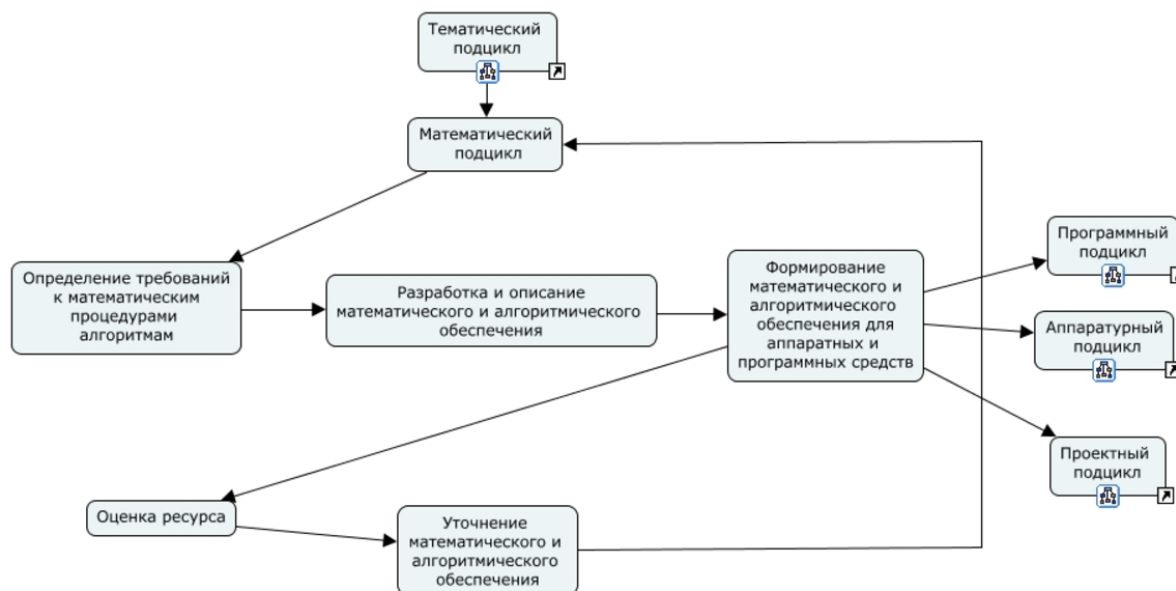 Тематический
подцикл
Математический
подцикл
Определение требований
к математическим
процедурами
алгоритмам
Разработка и описание
математического и алгоритмического
обеспечения
Формирование
математического и
алгоритмического
обеспечения для
аппаратных и
программных средств
Программный
подцикл
Аппаратурный
подцикл
Проектный
подцикл
Оценка ресурса
Уточнение
математического и
алгоритмического
обеспечения